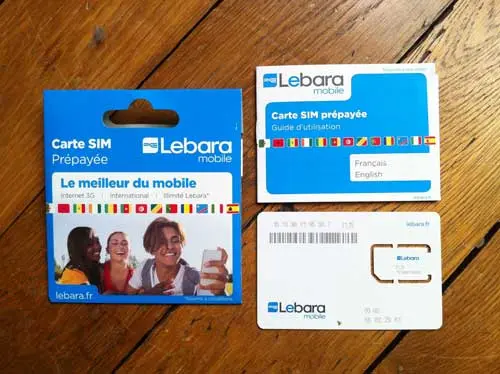 Carte SIM
Prépayée
Lebara
mobile
Le meilleur du mobile
Internet 3G | International | Illimité Lebara*
lebara.fr
Lebara
mobile
Carte SIM prépayée
Guide d'utilisation
Français
English
lebara.fr
Lebara
Lebara
mobile